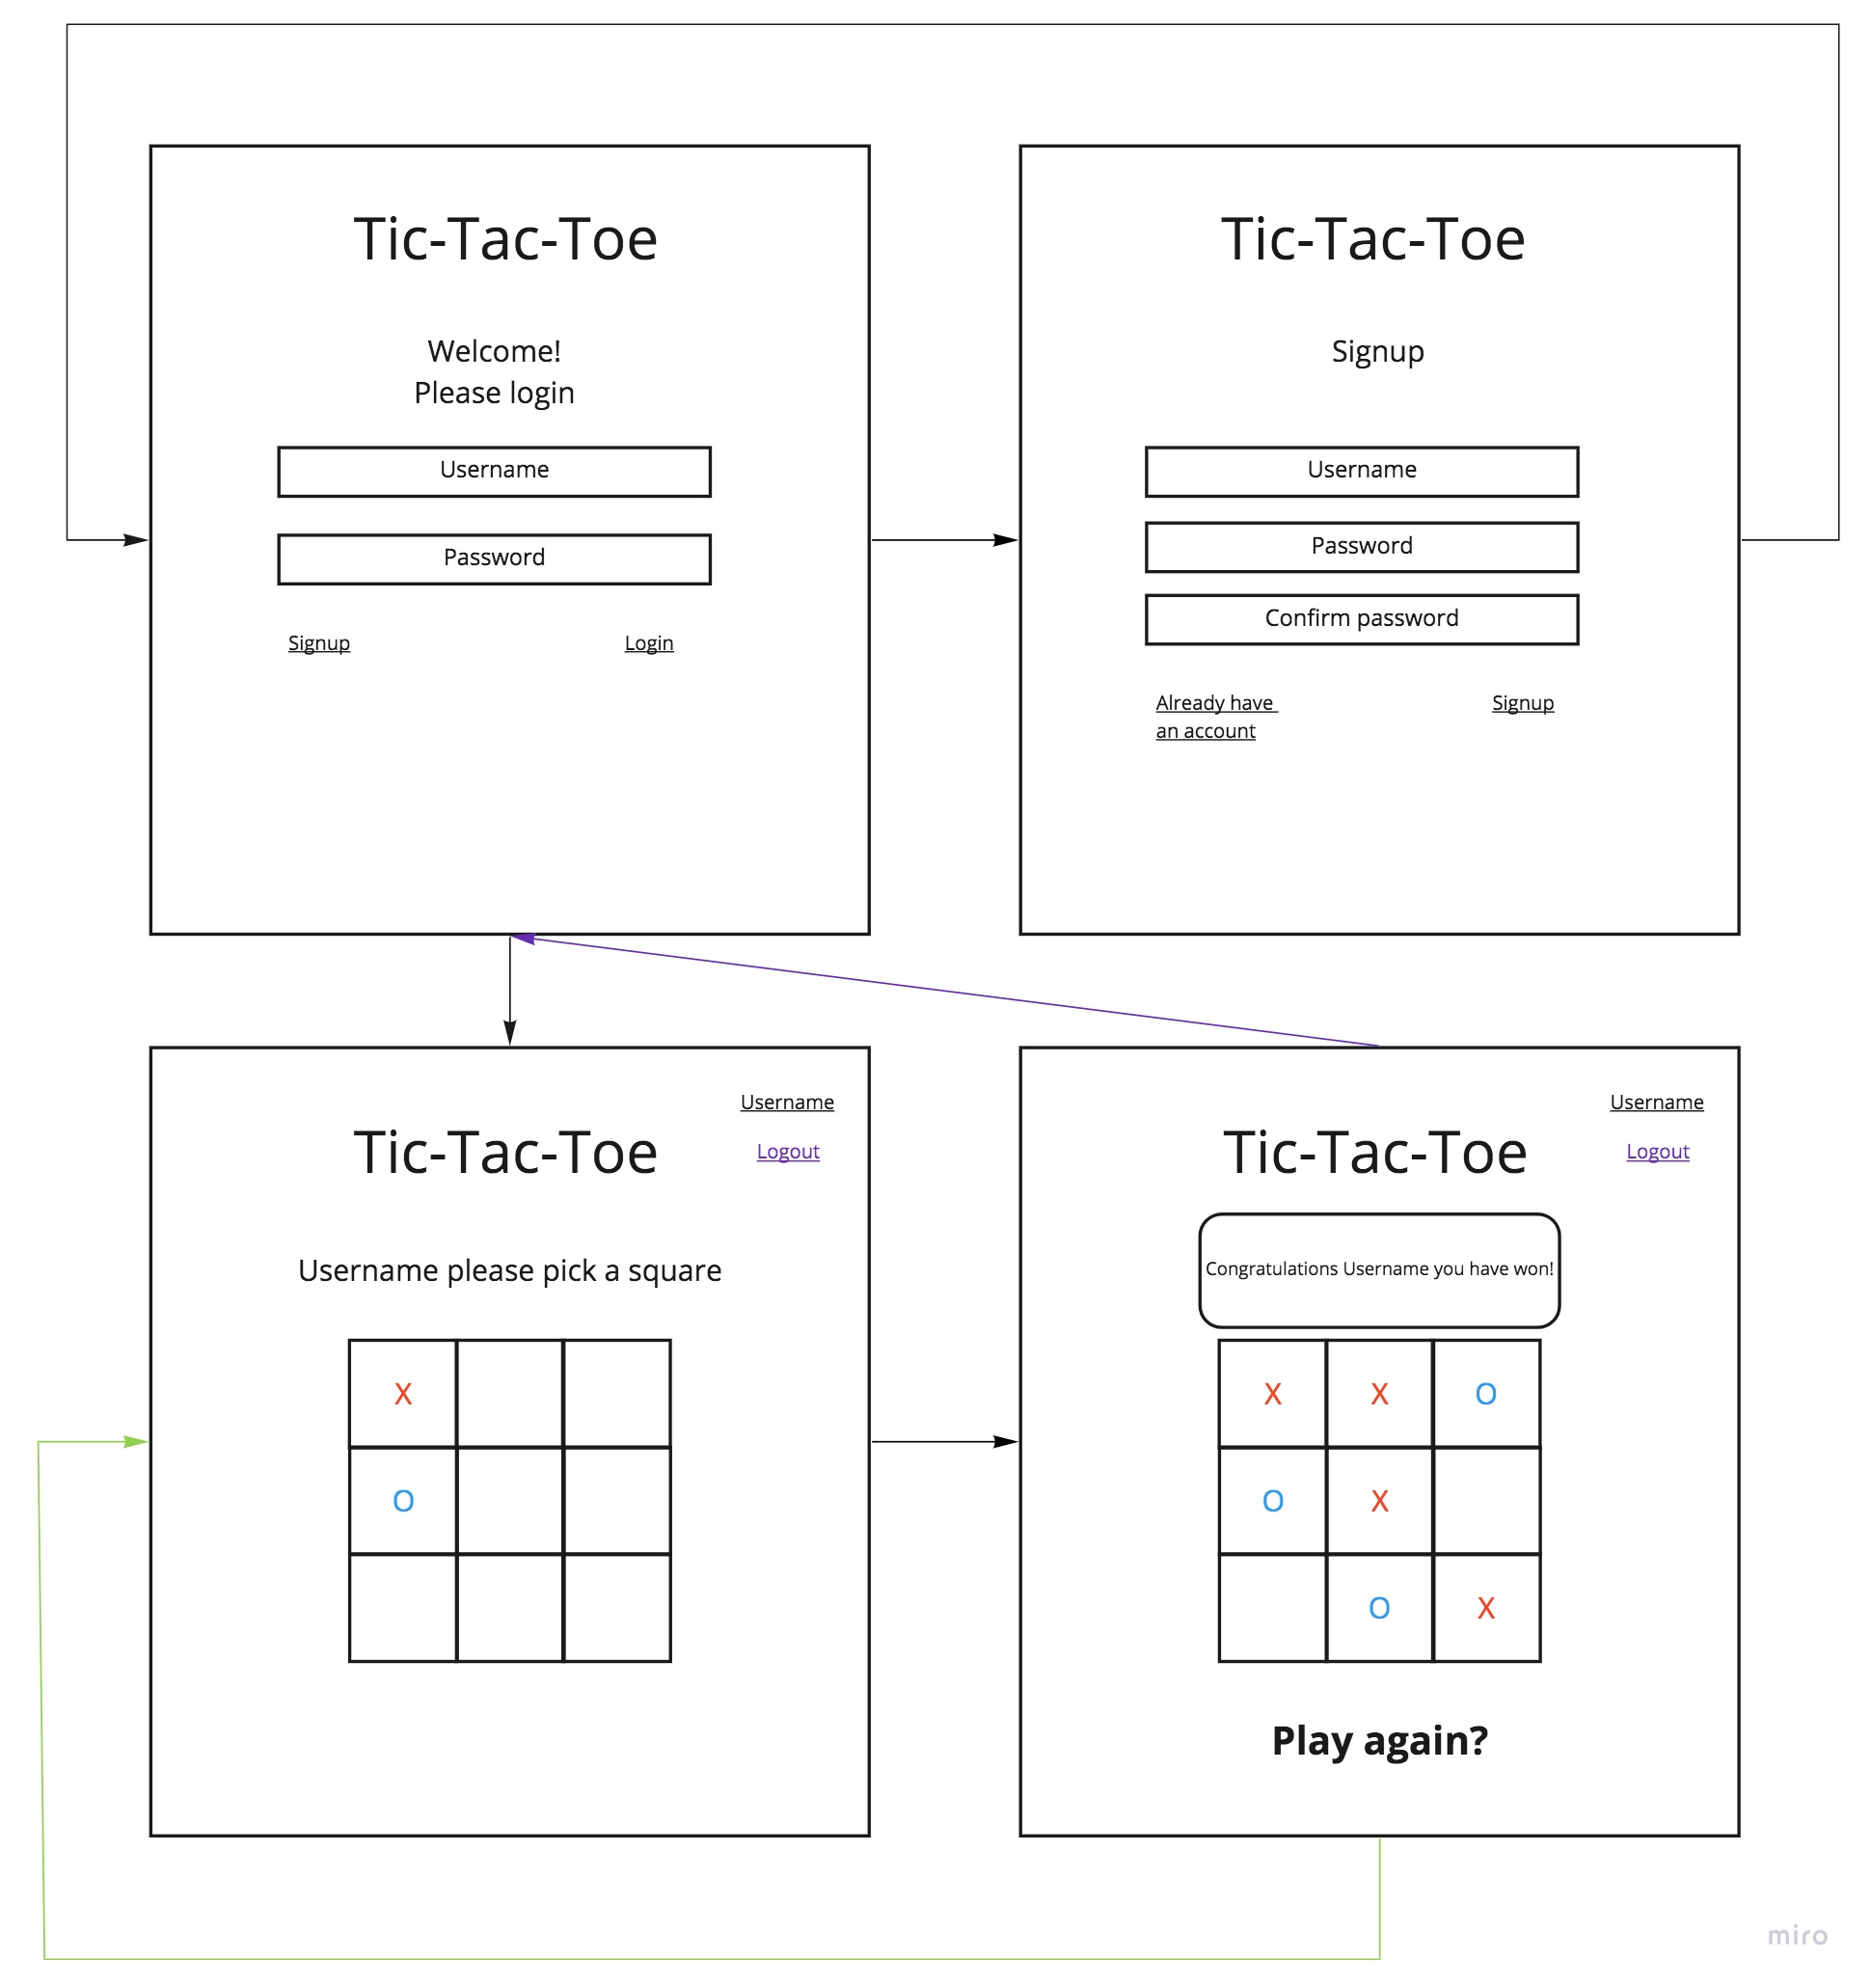 Tic-Tac-Toe
Welcome!
Please login
Username
Password
Signup
Login
Tic-Tac-Toe
Signup
Username
Password
Confirm password
Already have
an account
Signup
Username
Tic-Tac-Toe
Logout
Username please pick a square
X
O
Username
Tic-Tac-Toe
Logout
Congratulations Username you have won!
X X O
O X
O X
Play again?
miro